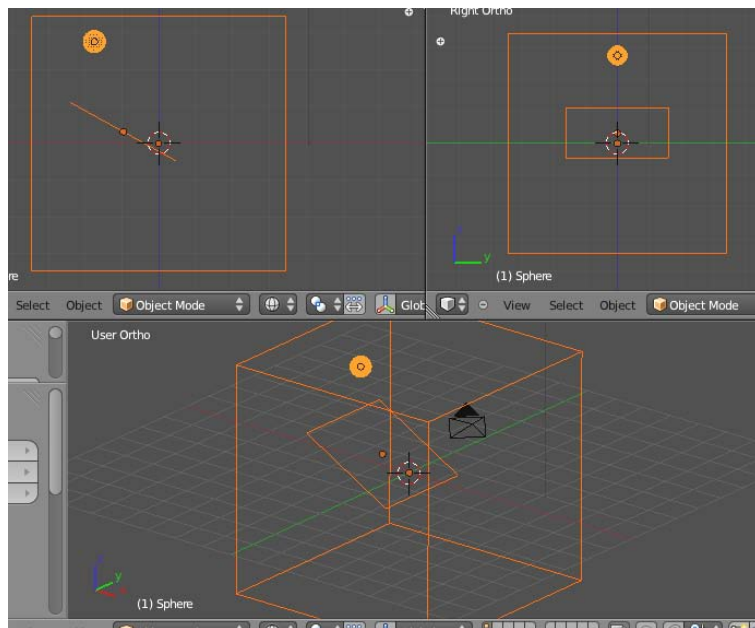 Right Ortho
z
y
(1) Sphere
re
Select Object Object Mode Glob
View Select Object Object Mode
User Ortho
y
(1) Sphere